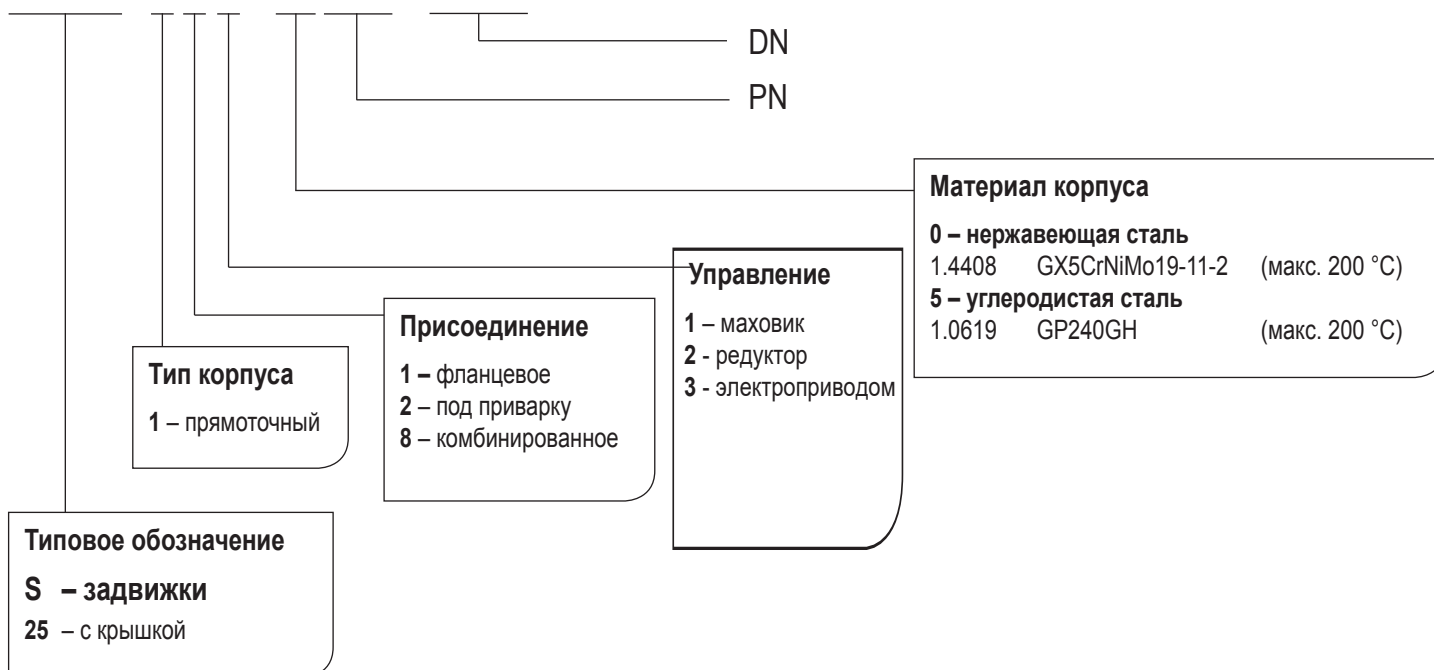 DN
PN
Материал корпуса
0 – нержавеющая сталь
1.4408 GX5CrNiMo19-11-2 (макс. 200 °C)
5 – углеродистая сталь
1.0619 GP240GH (макс. 200 °C)
Управление
1 – маховик
2 - редуктор
3 - электроприводом
Присоединение
1 – фланцевое
2 – под приварку
8 – комбинированное
Тип корпуса
1 – прямоточный
Типовое обозначение
S – задвижки
25 – с крышкой